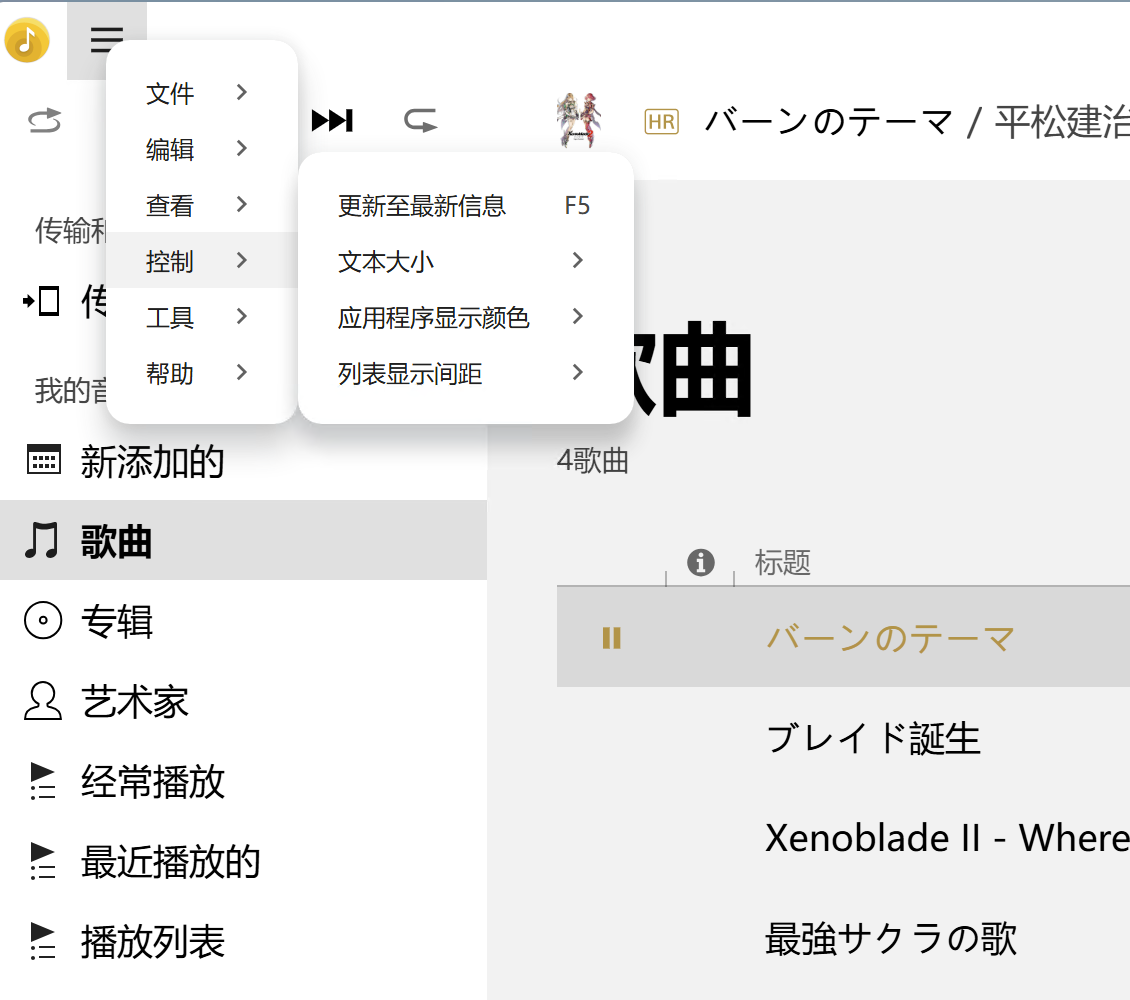 文件
编辑
查看
控制
工具
帮助
更新至最新信息 F5
文本大小
应用程序显示颜色
列表显示间距
HR バーンのテーマ / 平松建治
传输和
传
我的音
新添加的
歌曲
专辑
艺术家
经常播放
最近播放的
播放列表
歌曲
4歌曲
标题
バーンのテーマ
ブレイド誕生
Xenoblade II - Where
最強サクラの歌